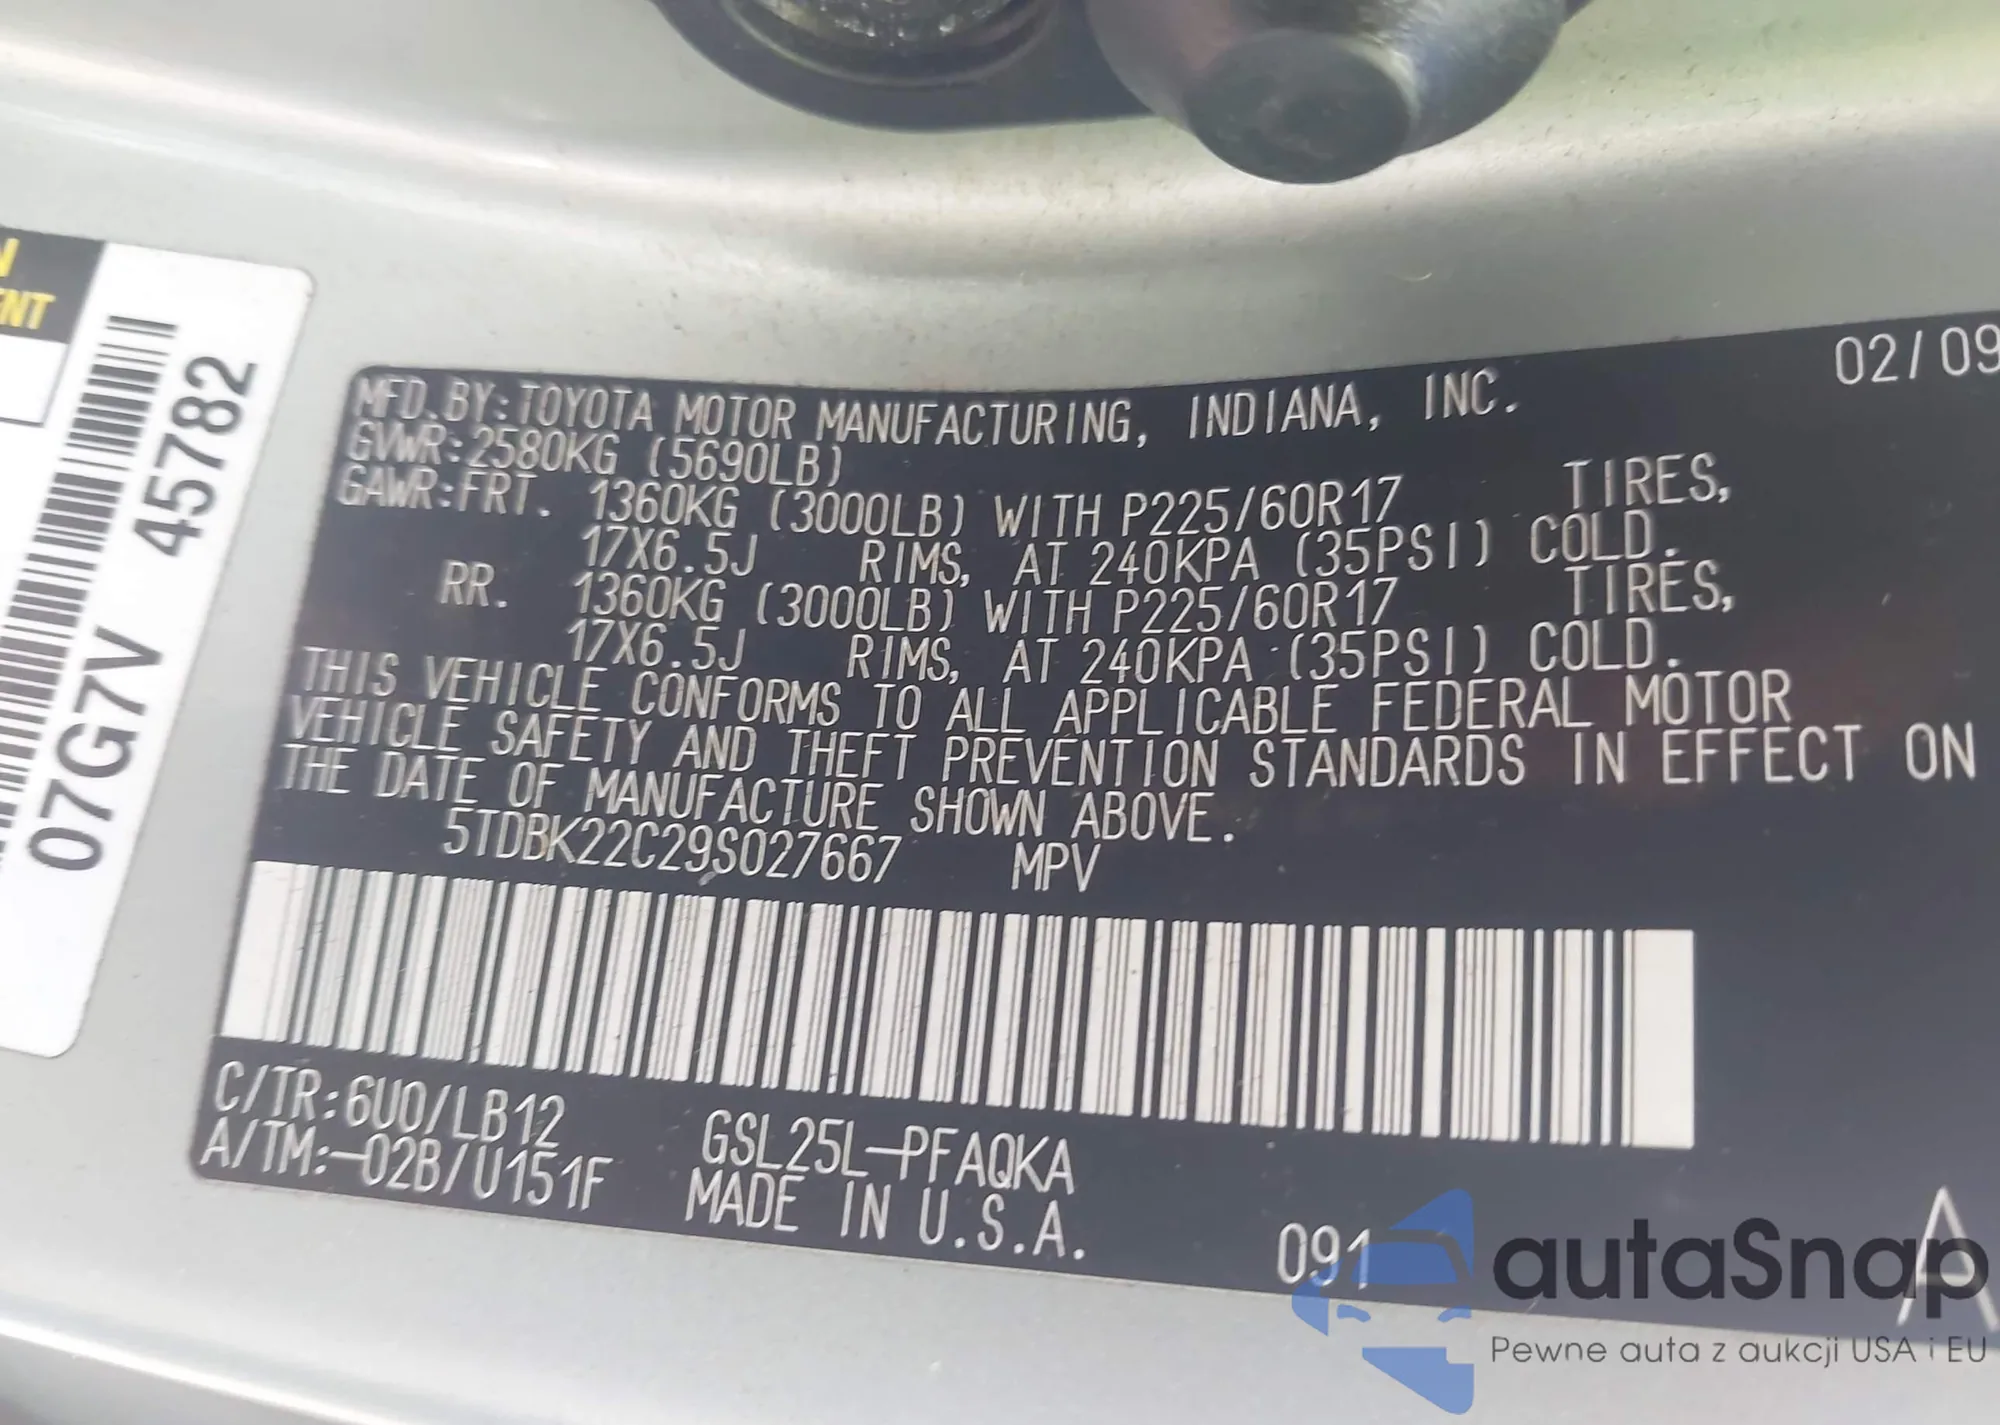 N
ENT
07G7V 45782
02/09
MFD.BY:TOYOTA MOTOR MANUFACTURING, INDIANA, INC.
GVWR:2580KG (5690LB)
GAWR:FRT. 1360KG (3000LB) WITH P225/60R17 TIRES,
17X6.5J RIMS, AT 240KPA (35PSI) COLD.
RR. 1360KG (3000LB) WITH P225/60R17 TIRES,
17X6.5J RIMS, AT 240KPA (35PSI) COLD.
THIS VEHICLE CONFORMS TO ALL APPLICABLE FEDERAL MOTOR
VEHICLE SAFETY AND THEFT PREVENTION STANDARDS IN EFFECT ON
THE DATE OF MANUFACTURE SHOWN ABOVE.
5TDBK22C29S027667 MPV
C/TR:6U0/LB12 GSL25L-PFAQKA
A/TM:-02B/U151F MADE IN U.S.A.
091 A
autaSnap
Pewne auta z aukcji USA i EU